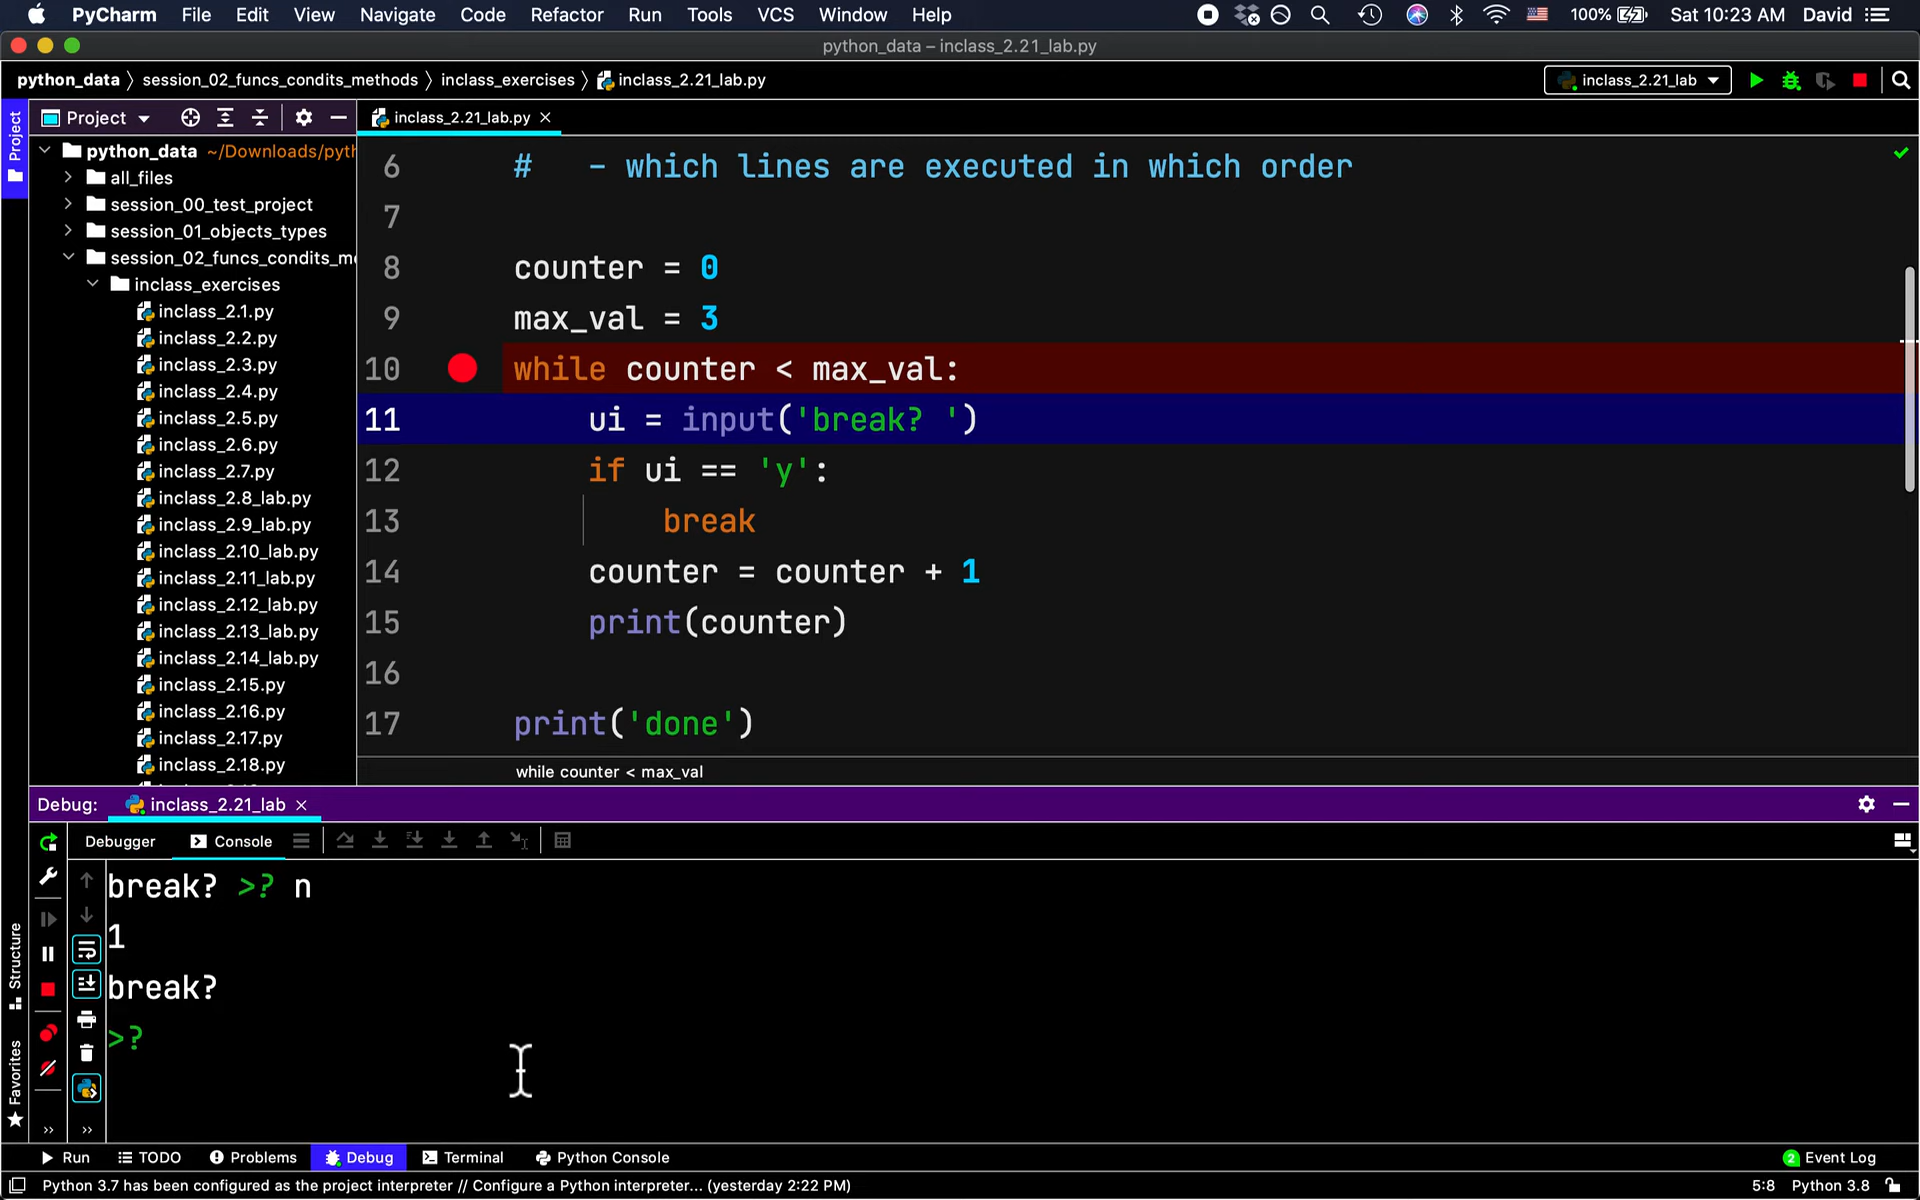 PyCharm File Edit View Navigate Code Refactor Run Tools VCS Window Help 100% Sat 10:23 AM David
python_data – inclass_2.21_lab.py
python_data 〉 session_02_funcs_condits_methods 〉 inclass_exercises 〉 inclass_2.21_lab.py inclass_2.21_lab
Project inclass_2.21_lab.py
Project
python_data ~/Downloads/pyth
all_files
session_00_test_project
session_01_objects_types
session_02_funcs_condits_m
inclass_exercises
inclass_2.1.py
inclass_2.2.py
inclass_2.3.py
inclass_2.4.py
inclass_2.5.py
inclass_2.6.py
inclass_2.7.py
inclass_2.8_lab.py
inclass_2.9_lab.py
inclass_2.10_lab.py
inclass_2.11_lab.py
inclass_2.12_lab.py
inclass_2.13_lab.py
inclass_2.14_lab.py
inclass_2.15.py
inclass_2.16.py
inclass_2.17.py
inclass_2.18.py
6 # - which lines are executed in which order
7
8 counter = 0
9 max_val = 3
10 while counter < max_val:
11 ui = input('break? ')
12 if ui == 'y':
13 break
14 counter = counter + 1
15 print(counter)
16
17 print('done')
while counter < max_val
Debug: inclass_2.21_lab
Debugger Console
break? >? n
1
break?
>?
Structure
Favorites
Run TODO Problems Debug Terminal Python Console 2 Event Log
Python 3.7 has been configured as the project interpreter // Configure a Python interpreter... (yesterday 2:22 PM) 5:8 Python 3.8